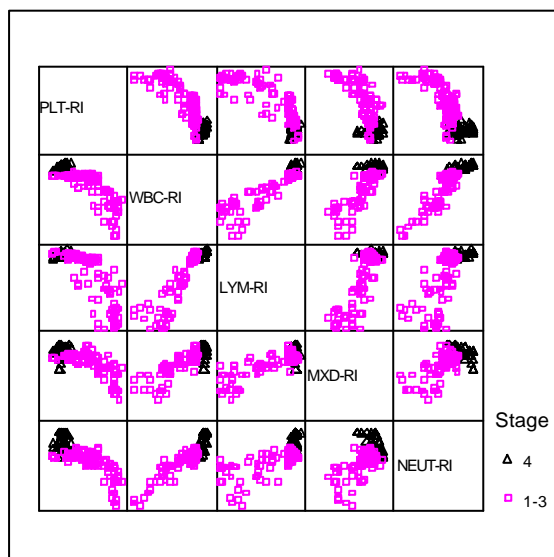 PLT-RI
WBC-RI
LYM-RI
MXD-RI
NEUT-RI
Stage
4
1-3